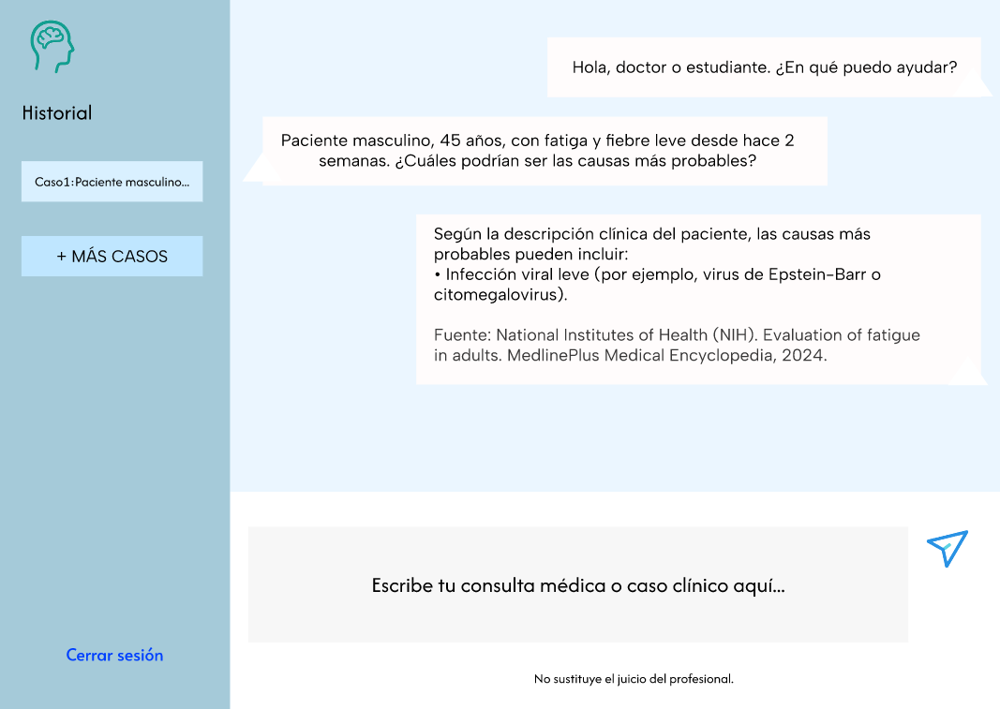 Historial
Caso1:Paciente masculino...
+ MÁS CASOS
Cerrar sesión
Hola, doctor o estudiante. ¿En qué puedo ayudar?
Paciente masculino, 45 años, con fatiga y fiebre leve desde hace 2
semanas. ¿Cuáles podrían ser las causas más probables?
Según la descripción clínica del paciente, las causas más
probables pueden incluir:
• Infección viral leve (por ejemplo, virus de Epstein-Barr o
citomegalovirus).
Fuente: National Institutes of Health (NIH). Evaluation of fatigue
in adults. MedlinePlus Medical Encyclopedia, 2024.
Escribe tu consulta médica o caso clínico aquí...
No sustituye el juicio del profesional.